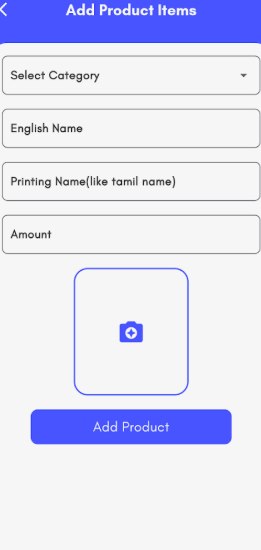 Add Product Items
Select Category
English Name
Printing Name(like tamil name)
Amount
Add Product